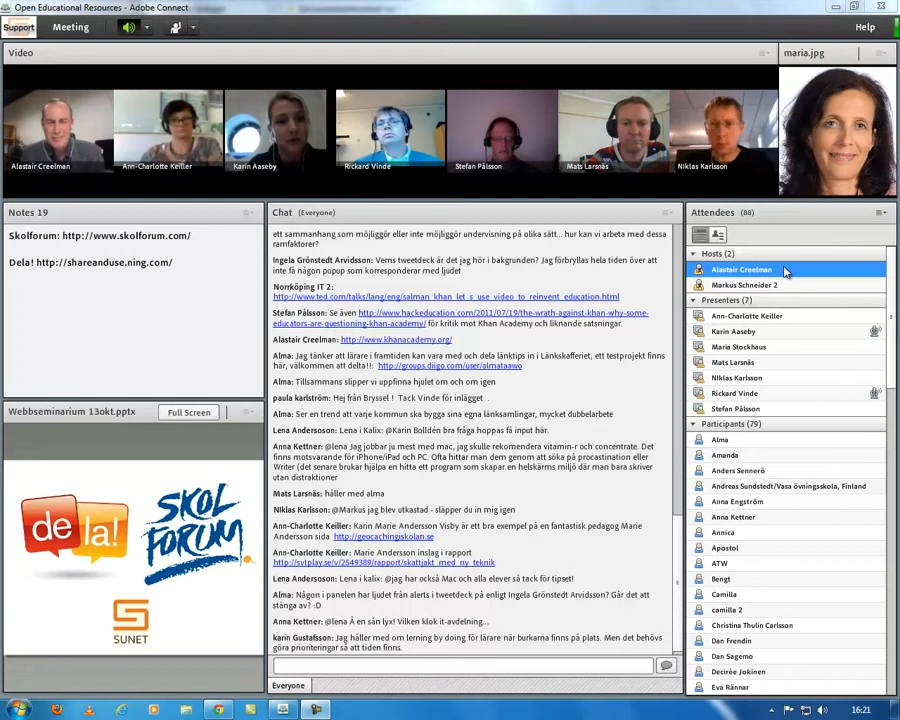 Open Educational Resources - Adobe Connect
Support
Meeting
Help
Video
maria.jpg
Alastair Creelman
Ann-Charlotte Keiller
Karin Aaseby
Rickard Vinde
Stefan Pålsson
Mats Larsnäs
NIklas Karlsson
Notes 19
Skolforum: http://www.skolforum.com/
Dela! http://shareanduse.ning.com/
Webbseminarium 13okt.pptx
Full Screen
de la!
SKOL
FORUM
SUNET
Chat (Everyone)
ett sammanhang som möjliggör eller inte möjliggör undervisning på olika sätt... hur kan vi arbeta med dessa
ramfaktorer?
Ingela Grönstedt Arvidsson: Vems tweetdeck är det jag hör i bakgrunden? Jag förbryllas hela tiden över att
inte få någon popup som korresponderar med ljudet
Norrköping IT 2:
http://www.ted.com/talks/lang/eng/salman_khan_let_s_use_video_to_reinvent_education.html
Stefan Pålsson: Se även http://www.hackeducation.com/2011/07/19/the-wrath-against-khan-why-some-
educators-are-questioning-khan-academy/ för kritik mot Khan Academy och liknande satsningar.
Alastair Creelman: http://www.khanacademy.org/
Alma: Jag tänker att lärare i framtiden kan vara med och dela länktips in i Länkskafferiet, ett testprojekt finns
här, välkommen att delta!!: http://groups.diigo.com/user/almataawo
Alma: Tillsammans slipper vi uppfinna hjulet om och om igen
paula karlström: Hej från Bryssel ! Tack Vinde för inlägget .
Alma: Ser en trend att varje kommun ska bygga sina egna länksamlingar, mycket dubbelarbete
Lena Anderoson: Lena i Kalix: @Karin Bolldén bra fråga hoppas få input här.
Anna Kettner: @lena Jag jobbar ju mest med mac, jag skulle rekomendera vitamin-r och concentrate. Det
finns motsvarande för iPhone/iPad och PC. Ofta hittar man dem genom att söka på procastination eller
Writer (det senare brukar hjälpa en hitta ett program som skapar en helskärms miljö där man bara skriver
utan distraktioner
Mats Larsnäs: håller med alma
NIklas Karlsson: @Markus jag blev utkastad - släpper du in mig igen
Ann-Charlotte Keiller: Karin Marie Andersson Visby är ett bra exempel på en fantastisk pedagog Marie
Andersson sida http://geocachingiskolan.se
Ann-Charlotte Keiller: Marie Andersson inslag i rapport
http://svtplay.se/v/2549389/rapport/skattjakt_med_ny_teknik
Lena Andersoson: Lena i kalix: @jag har också Mac och alla elever så tack för tipset!
Alma: Någon i panelen har ljudet från alerts i tweetdeck på enligt Ingela Grönstedt Arvidsson? Går det att
stänga av? :D
Anna Kettner: @lena Å en sån lyx! Vilken klok it-avdelning...
karin Gustafsson: Jag håller med om lerning by doing för lärare när burkarna finns på plats. Men det behövs
göra prioriteringar så att tiden finns.
Everyone
Attendees (88)
Hosts (2)
Alastair Creelman
Markus Schneider 2
Presenters (7)
Ann-Charlotte Keiller
Karin Aaseby
Maria Stockhaus
Mats Larsnäs
NIklas Karlsson
Rickard Vinde
Stefan Pålsson
Participants (79)
Alma
Amanda
Anders Sennerö
Andreas Sundstedt/Vasa övningsskola, Finland
Anna Engström
Anna Kettner
Annica
Apostol
ATW
Bengt
Camilla
camilla 2
Christina Thulin Carlsson
Dan Frendin
Dan Sagemo
Decirèe Jokinen
Eva Rännar
16:21